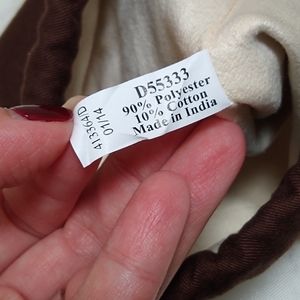 D55333
90% Polyester
10% Cotton
Made in India
413364D
01/14